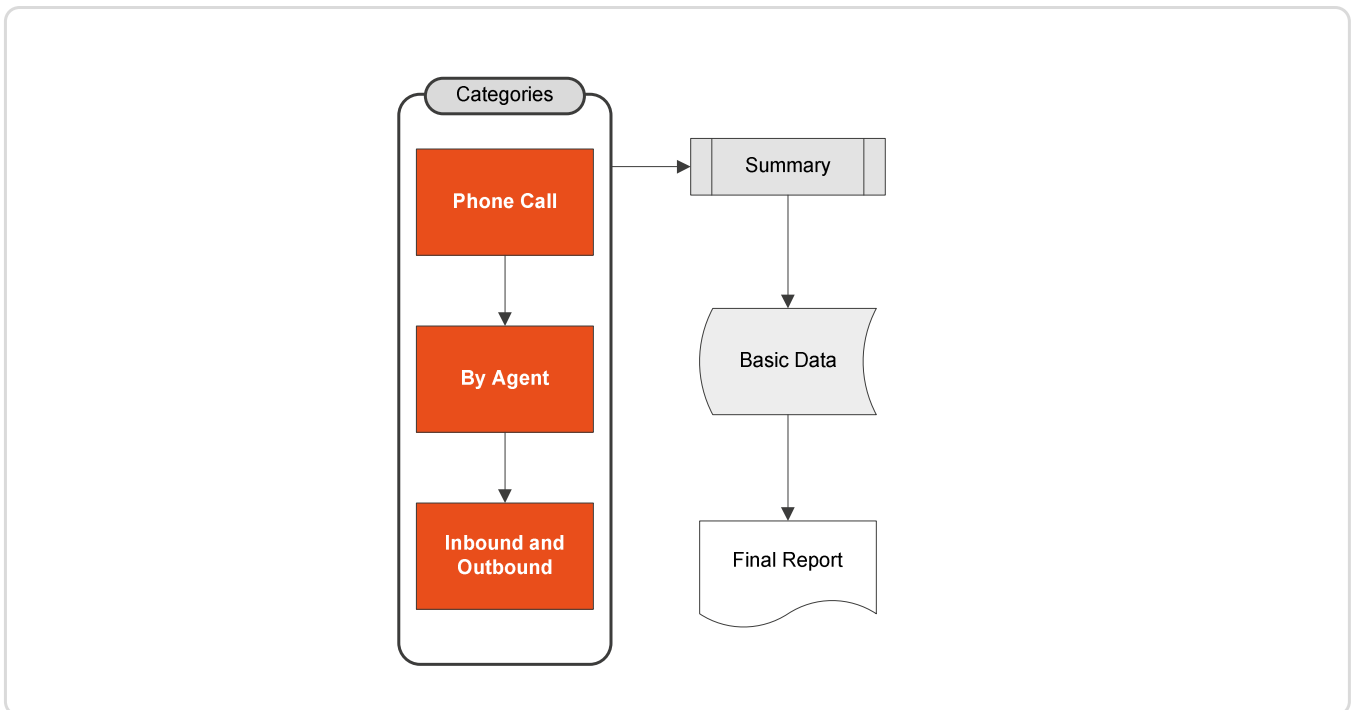 Categories
Phone Call
By Agent
Inbound and
Outbound
Summary
Basic Data
Final Report